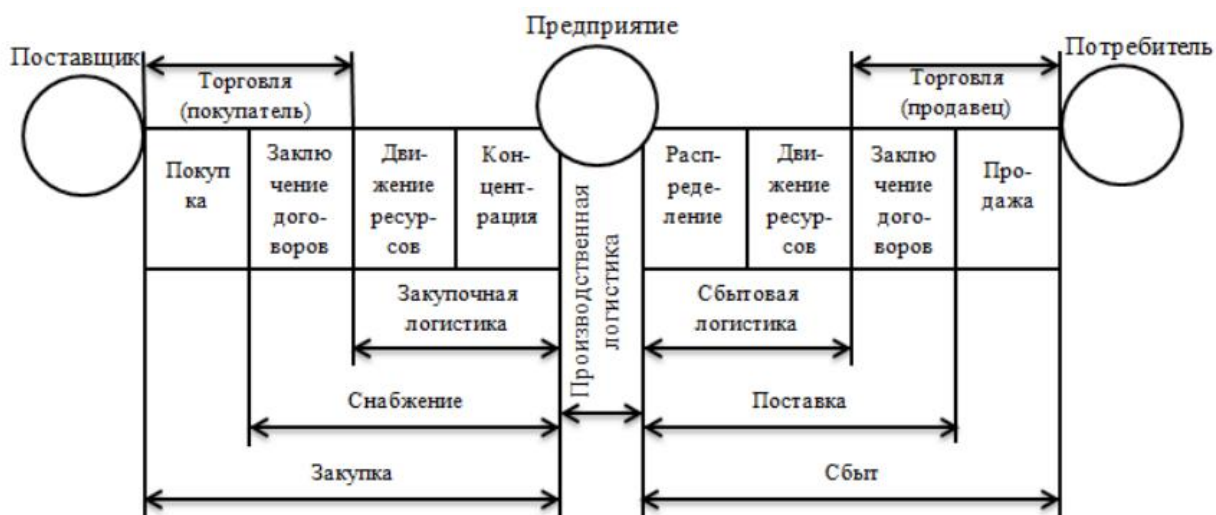 Предприятие
Поставщик
Потребитель
Торговля
(покупатель)
Торговля
(продавец)
Покуп
ка
Заклю
чение
дого-
воров
Дви-
жение
ресур-
сов
Кон-
цент-
рация
Производственная
логистика
Расп-
реде-
ление
Дви-
жение
ресур-
сов
Заклю
чение
дого-
воров
Про-
дажа
Закупочная
логистика
Сбытовая
логистика
Снабжение
Поставка
Закупка
Сбыт